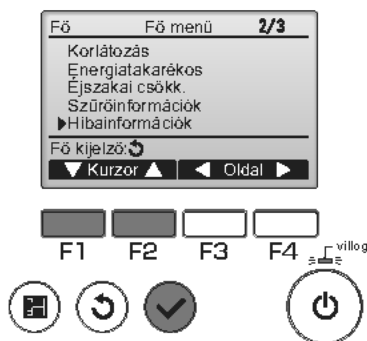 Fő Fő menü 2/3
Korlátozás
Energiatakarékos
Éjszakai csökk.
Szűrőinformációk
Hibainformációk
Fő kijelző:
Kurzor Oldal
F1 F2 F3 F4
villog